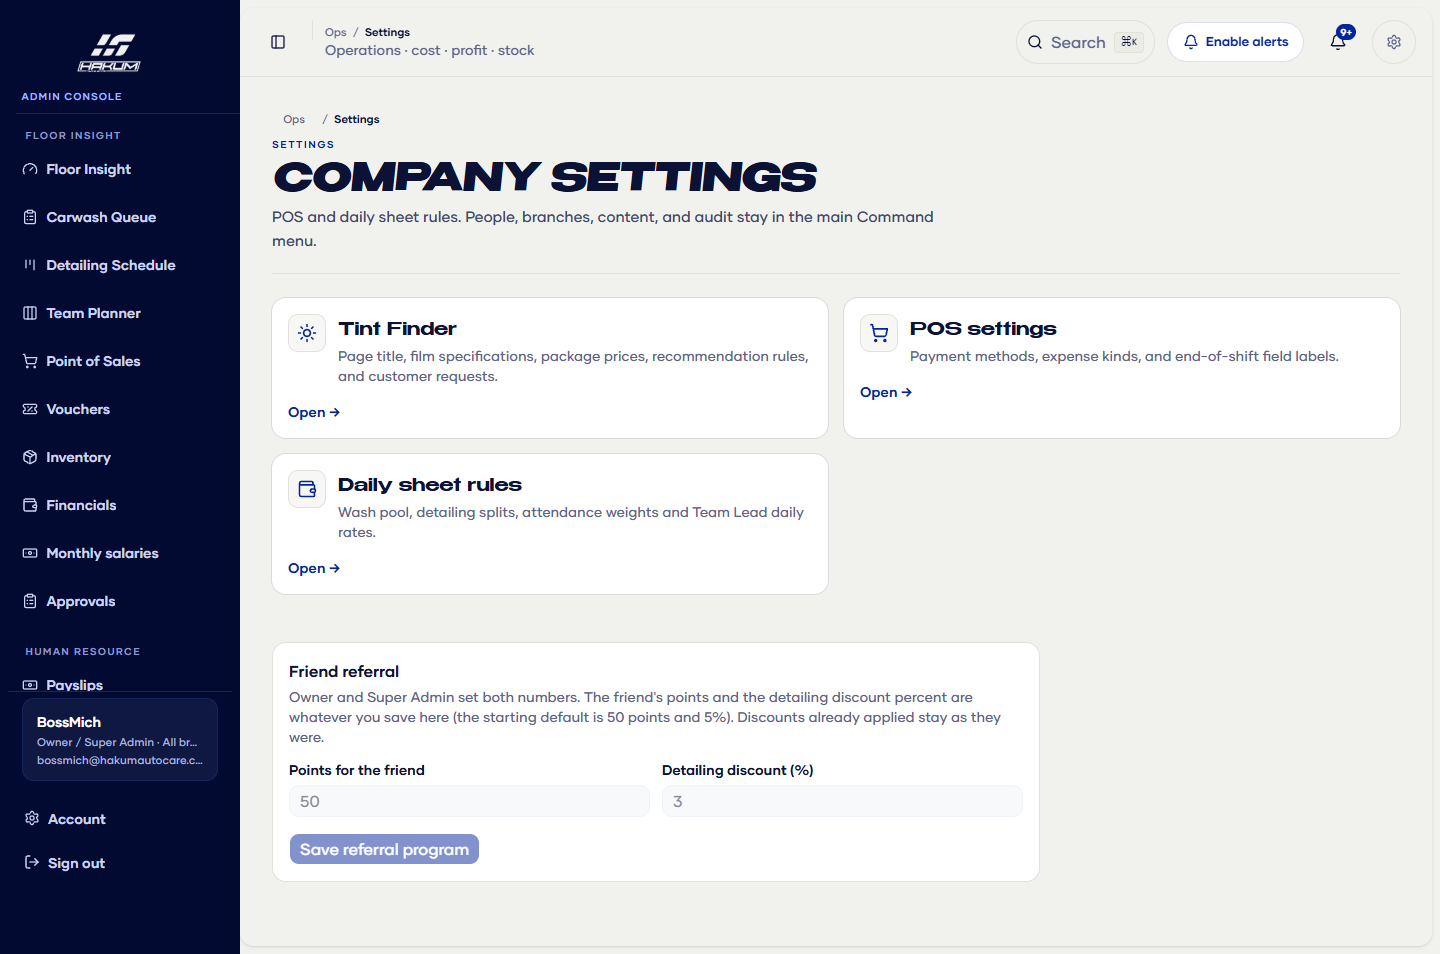 HAKUM
ADMIN CONSOLE
FLOOR INSIGHT
Floor Insight
Carwash Queue
Detailing Schedule
Team Planner
Point of Sales
Vouchers
Inventory
Financials
Monthly salaries
Approvals
HUMAN RESOURCE
Payslips
BossMich
Owner / Super Admin · All br...
bossmich@hakumautocare.c...
Account
Sign out
Ops / Settings
Operations · cost · profit · stock
Search ⌘K
Enable alerts
9+
Ops / Settings
SETTINGS
COMPANY SETTINGS
POS and daily sheet rules. People, branches, content, and audit stay in the main Command
menu.
Tint Finder
Page title, film specifications, package prices, recommendation rules,
and customer requests.
Open →
POS settings
Payment methods, expense kinds, and end-of-shift field labels.
Open →
Daily sheet rules
Wash pool, detailing splits, attendance weights and Team Lead daily
rates.
Open →
Friend referral
Owner and Super Admin set both numbers. The friend's points and the detailing discount percent are
whatever you save here (the starting default is 50 points and 5%). Discounts already applied stay as they
were.
Points for the friend
50
Detailing discount (%)
3
Save referral program